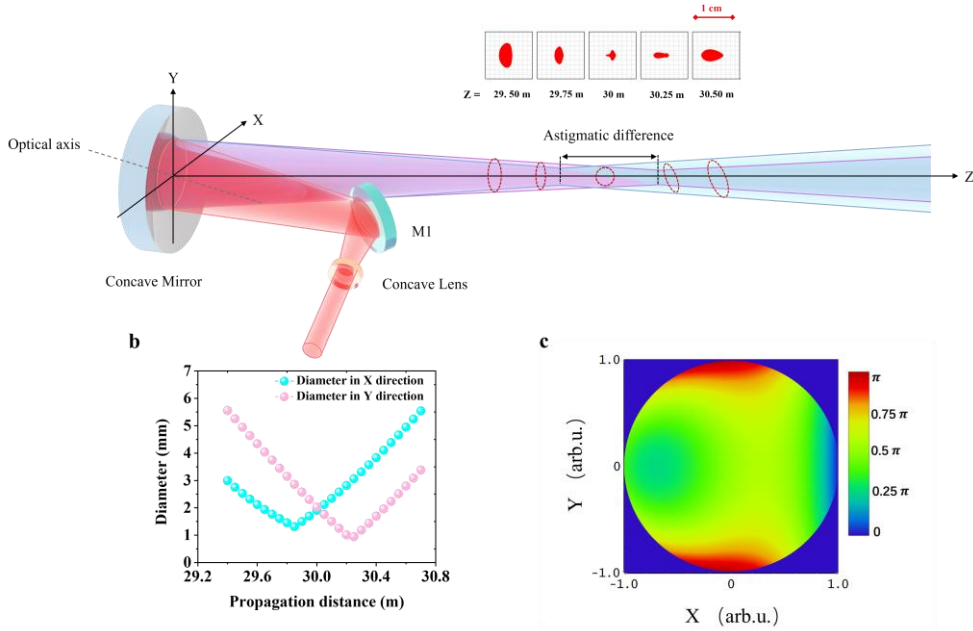 1 cm
Z = 29. 50 m 29.75 m 30 m 30.25 m 30.50 m
Y
X
Optical axis
Astigmatic difference
Z
M1
Concave Mirror
Concave Lens
b
7
6
5
4
3
2
1
0
Diameter (mm)
Diameter in X direction
Diameter in Y direction
29.2 29.6 30.0 30.4 30.8
Propagation distance (m)
c
1.0
0
-1.0
Y (arb.u.)
-1.0 0 1.0
X (arb.u.)
π
0.75 π
0.5 π
0.25 π
0